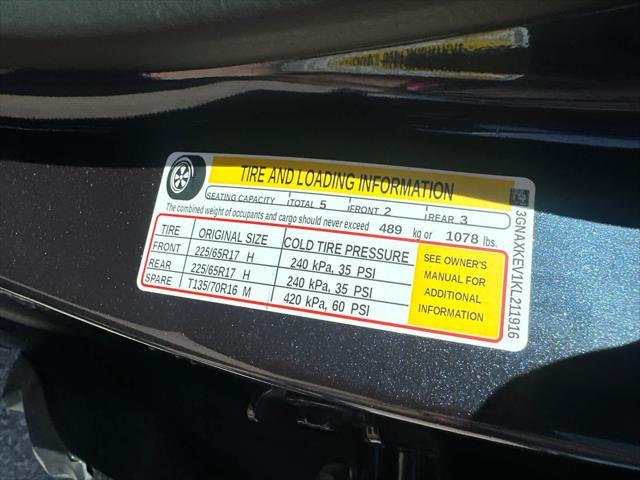 TIRE AND LOADING INFORMATION
SEATING CAPACITY TOTAL 5 FRONT 2 REAR 3
The combined weight of occupants and cargo should never exceed 489 kg or 1078 lbs.
TIRE ORIGINAL SIZE COLD TIRE PRESSURE
FRONT 225/65R17 H 240 kPa, 35 PSI
REAR 225/65R17 H 240 kPa, 35 PSI
SPARE T135/70R16 M 420 kPa, 60 PSI
SEE OWNER'S
MANUAL FOR
ADDITIONAL
INFORMATION
3GNAXKEV1KL211916